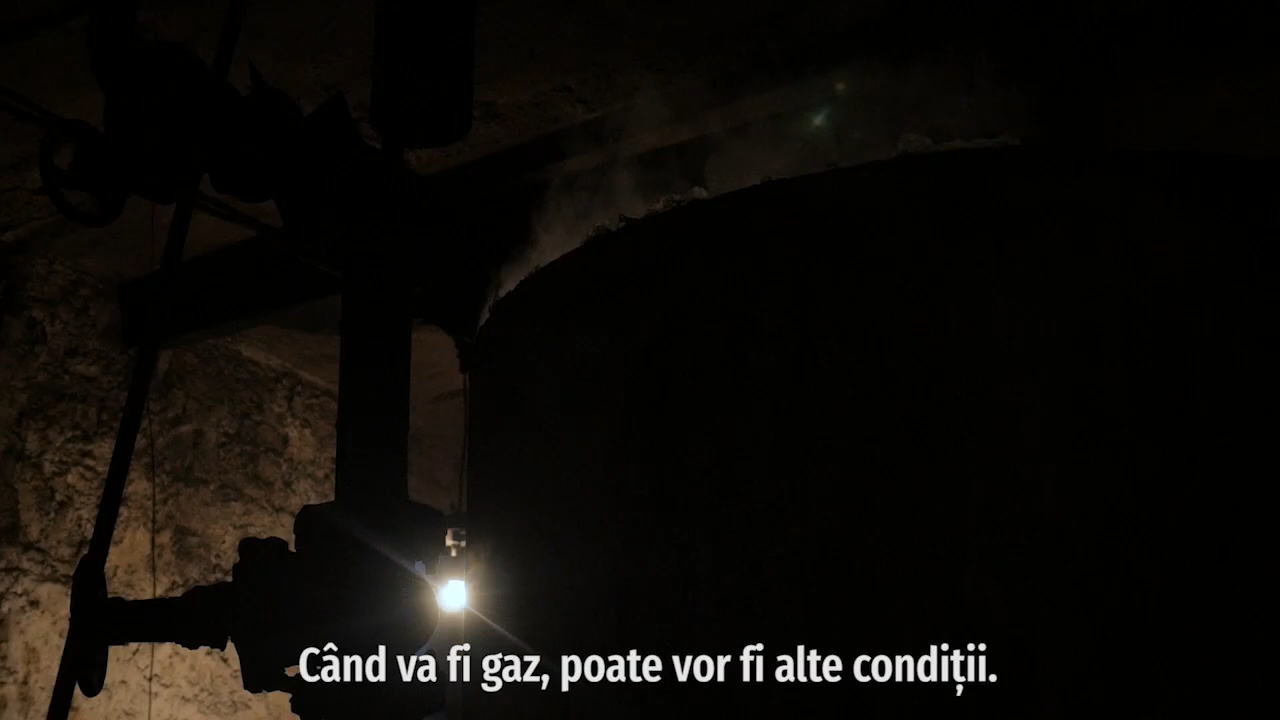 Când va fi gaz, poate vor fi alte condiții.